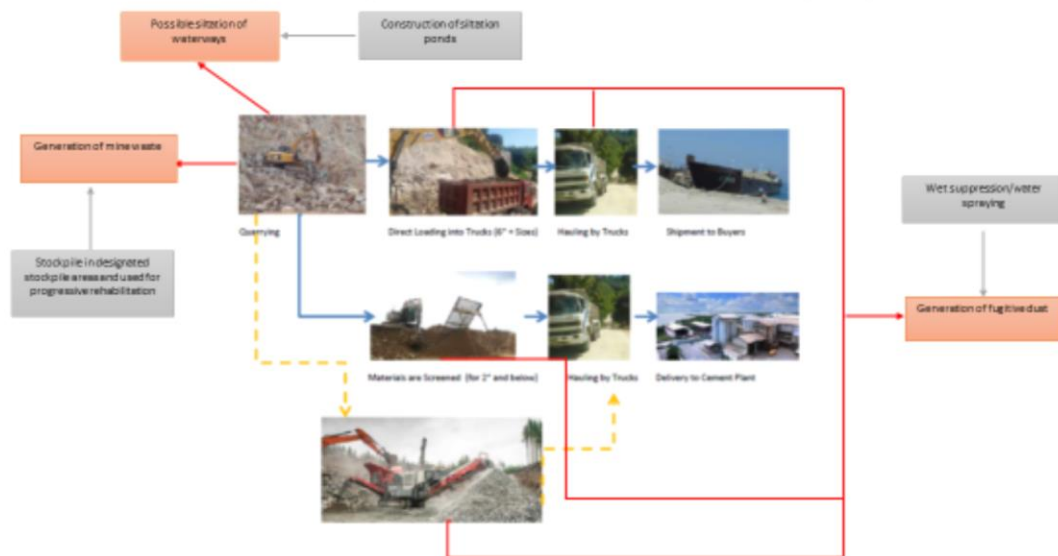 Possible siltation of
waterways
Construction of siltation
ponds
Generation of mine waste
Stockpile in designated
stockpile areas and used for
progressive rehabilitation
Quarrying
Direct Loading into Trucks (6" + Sizes)
Hauling by Trucks
Shipment to Buyers
Wet suppression/water
spraying
Generation of fugitive dust
Materials are Screened (for 2" and below)
Hauling by Trucks
Delivery to Cement Plant